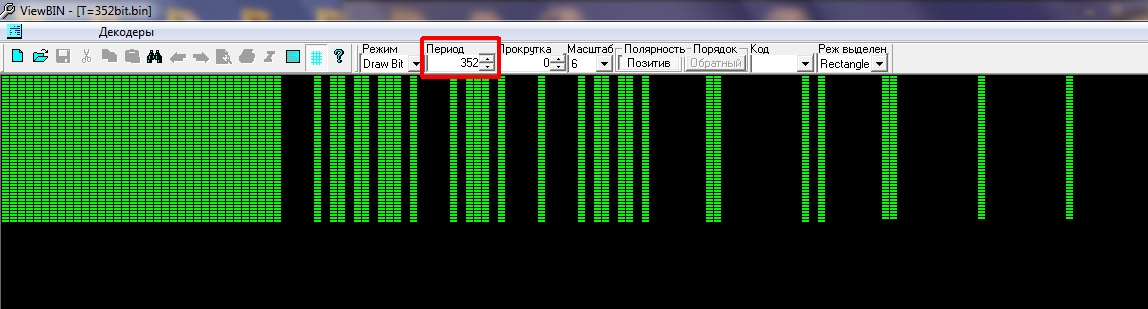 ViewBIN - [T=352bit.bin]
Декодеры
Режим Период Прокрутка Масштаб Полярность Порядок Код Реж выделен
Draw Bit 352 0 6 Позитив Обратный Rectangle